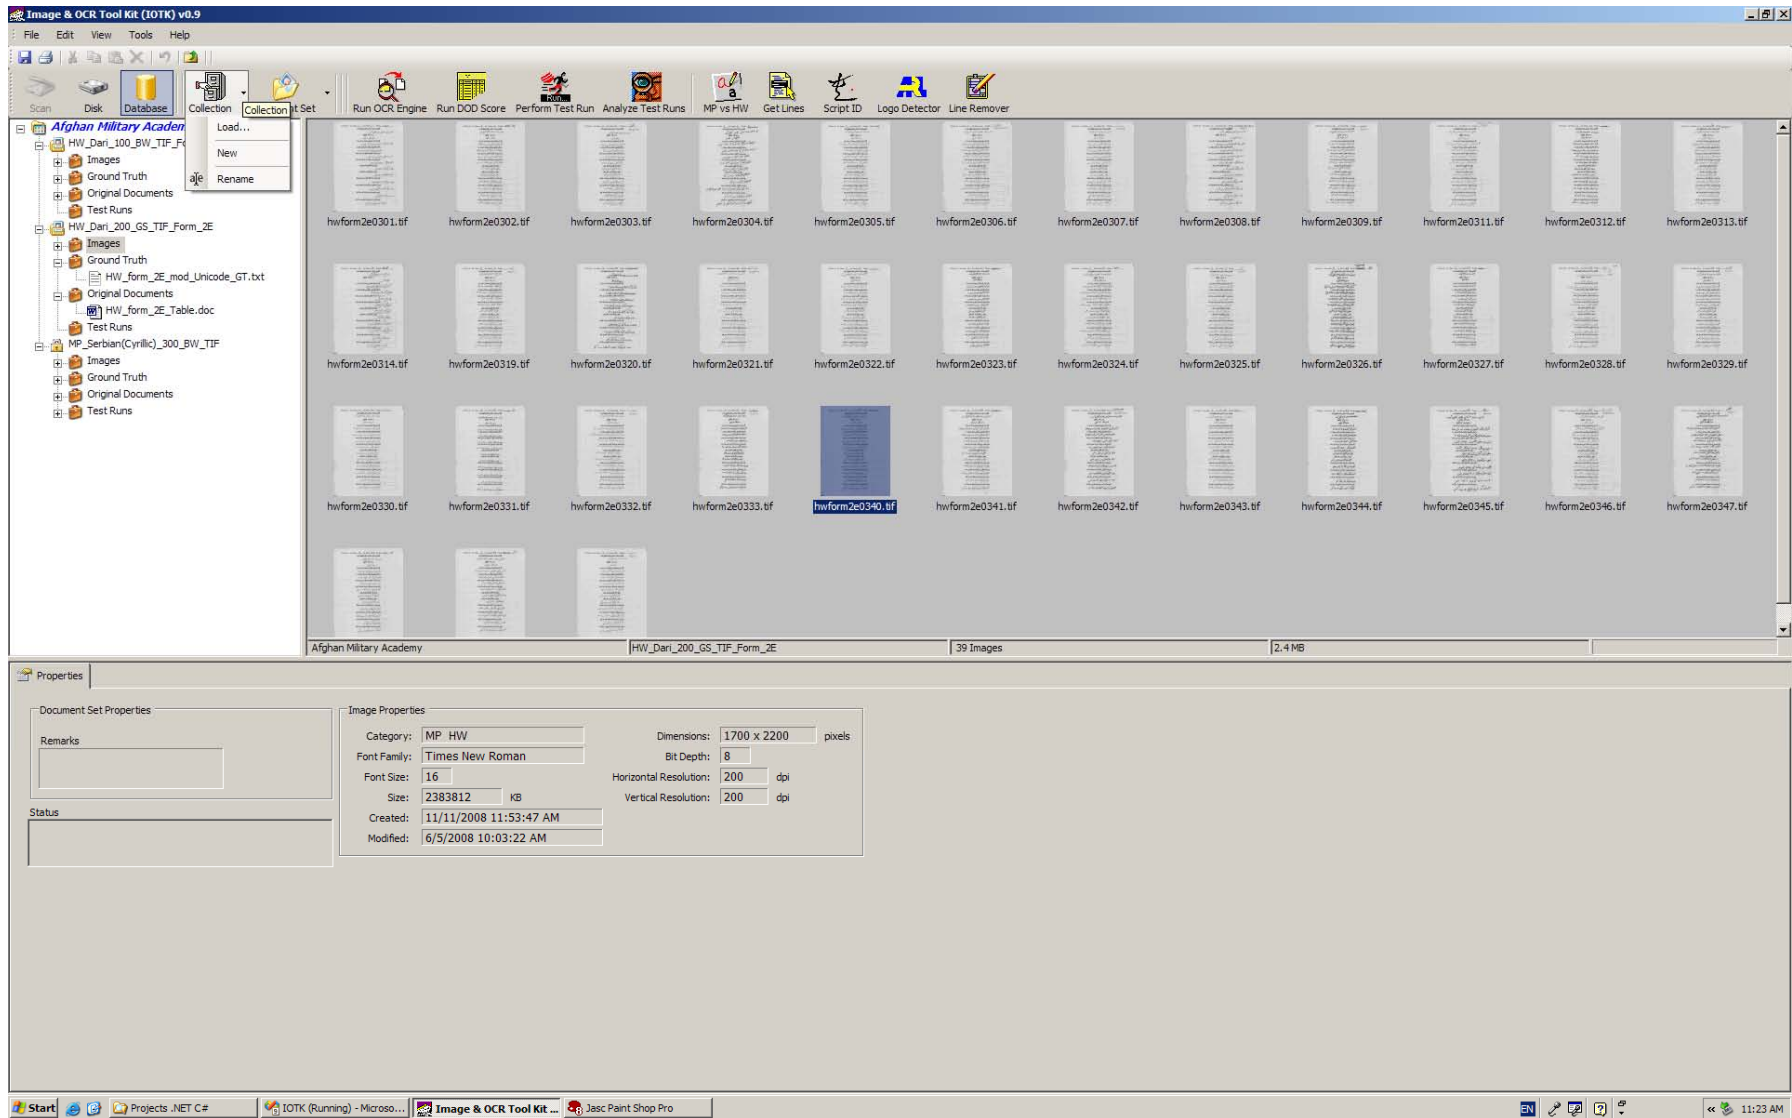 Image & OCR Tool Kit (IOTK) v0.9
File Edit View Tools Help
Scan Disk Database Collection t Set Run OCR Engine Run DOD Score Perform Test Run Analyze Test Runs MP vs HW Get Lines Script ID Logo Detector Line Remover
Collection
Load...
New
Rename
Afghan Military Academ
HW_Dari_100_BW_TIF_Fo
Images
Ground Truth
Original Documents
Test Runs
HW_Dari_200_GS_TIF_Form_2E
Images
Ground Truth
HW_form_2E_mod_Unicode_GT.txt
Original Documents
HW_form_2E_Table.doc
Test Runs
MP_Serbian(Cyrillic)_300_BW_TIF
Images
Ground Truth
Original Documents
Test Runs
hwform2e0301.tif hwform2e0302.tif hwform2e0303.tif hwform2e0304.tif hwform2e0305.tif hwform2e0306.tif hwform2e0307.tif hwform2e0308.tif hwform2e0309.tif hwform2e0311.tif hwform2e0312.tif hwform2e0313.tif
hwform2e0314.tif hwform2e0319.tif hwform2e0320.tif hwform2e0321.tif hwform2e0322.tif hwform2e0323.tif hwform2e0324.tif hwform2e0325.tif hwform2e0326.tif hwform2e0327.tif hwform2e0328.tif hwform2e0329.tif
hwform2e0330.tif hwform2e0331.tif hwform2e0332.tif hwform2e0333.tif hwform2e0340.tif hwform2e0341.tif hwform2e0342.tif hwform2e0343.tif hwform2e0344.tif hwform2e0345.tif hwform2e0346.tif hwform2e0347.tif
Afghan Military Academy HW_Dari_200_GS_TIF_Form_2E 39 Images 2.4 MB
Properties
Document Set Properties
Remarks
Status
Image Properties
Category: MP HW Dimensions: 1700 x 2200 pixels
Font Family: Times New Roman Bit Depth: 8
Font Size: 16 Horizontal Resolution: 200 dpi
Size: 2383812 KB Vertical Resolution: 200 dpi
Created: 11/11/2008 11:53:47 AM
Modified: 6/5/2008 10:03:22 AM
Start Projects .NET C# IOTK (Running) - Microso... Image & OCR Tool Kit ... Jasc Paint Shop Pro EN 11:23 AM